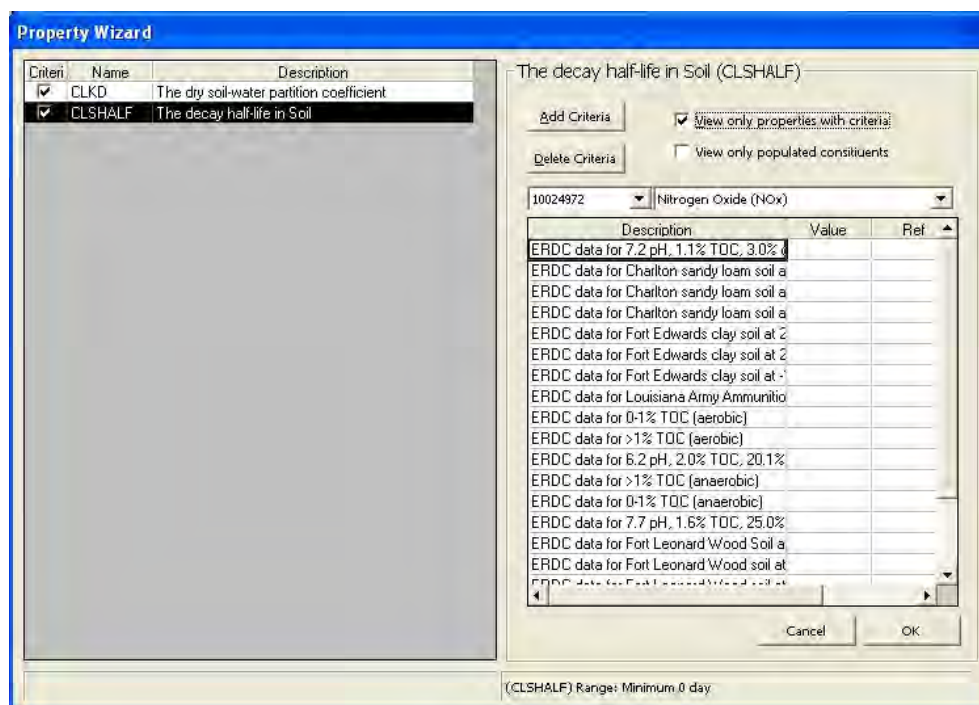 Property Wizard
Criteri Name Description
CLKD The dry soil-water partition coefficient
CLSHALF The decay half-life in Soil
The decay half-life in Soil (CLSHALF)
Add Criteria
View only properties with criteria
Delete Criteria
View only populated consitiuents
10024972 Nitrogen Oxide (NOx)
Description Value Ref
ERDC data for 7.2 pH, 1.1% TOC, 3.0%
ERDC data for Charlton sandy loam soil a
ERDC data for Charlton sandy loam soil a
ERDC data for Charlton sandy loam soil a
ERDC data for Fort Edwards clay soil at 2
ERDC data for Fort Edwards clay soil at 2
ERDC data for Fort Edwards clay soil at -
ERDC data for Louisiana Army Ammunitio
ERDC data for 0-1% TOC (aerobic)
ERDC data for >1% TOC (aerobic)
ERDC data for 6.2 pH, 2.0% TOC, 20.1%
ERDC data for >1% TOC (anaerobic)
ERDC data for 0-1% TOC (anaerobic)
ERDC data for 7.7 pH, 1.6% TOC, 25.0%
ERDC data for Fort Leonard Wood Soil a
ERDC data for Fort Leonard Wood soil at
Cancel OK
(CLSHALF) Range: Minimum 0 day